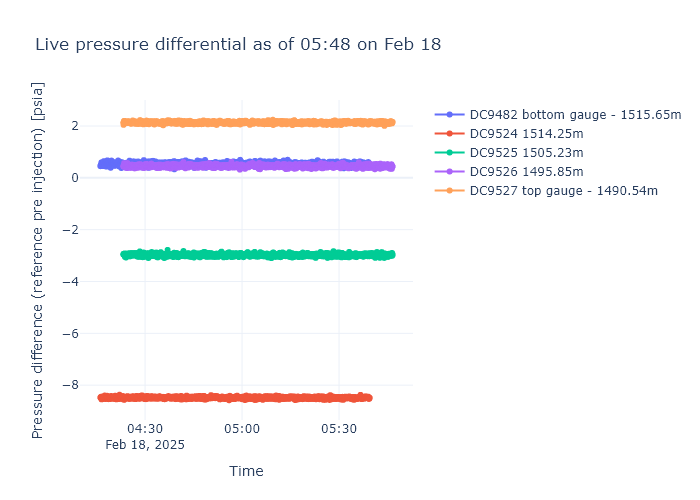 Live pressure differential as of 05:48 on Feb 18
Pressure difference (reference pre injection) [psia]
2
0
−2
−4
−6
−8
04:30
Feb 18, 2025
05:00
05:30
Time
DC9482 bottom gauge - 1515.65m
DC9524 1514.25m
DC9525 1505.23m
DC9526 1495.85m
DC9527 top gauge - 1490.54m